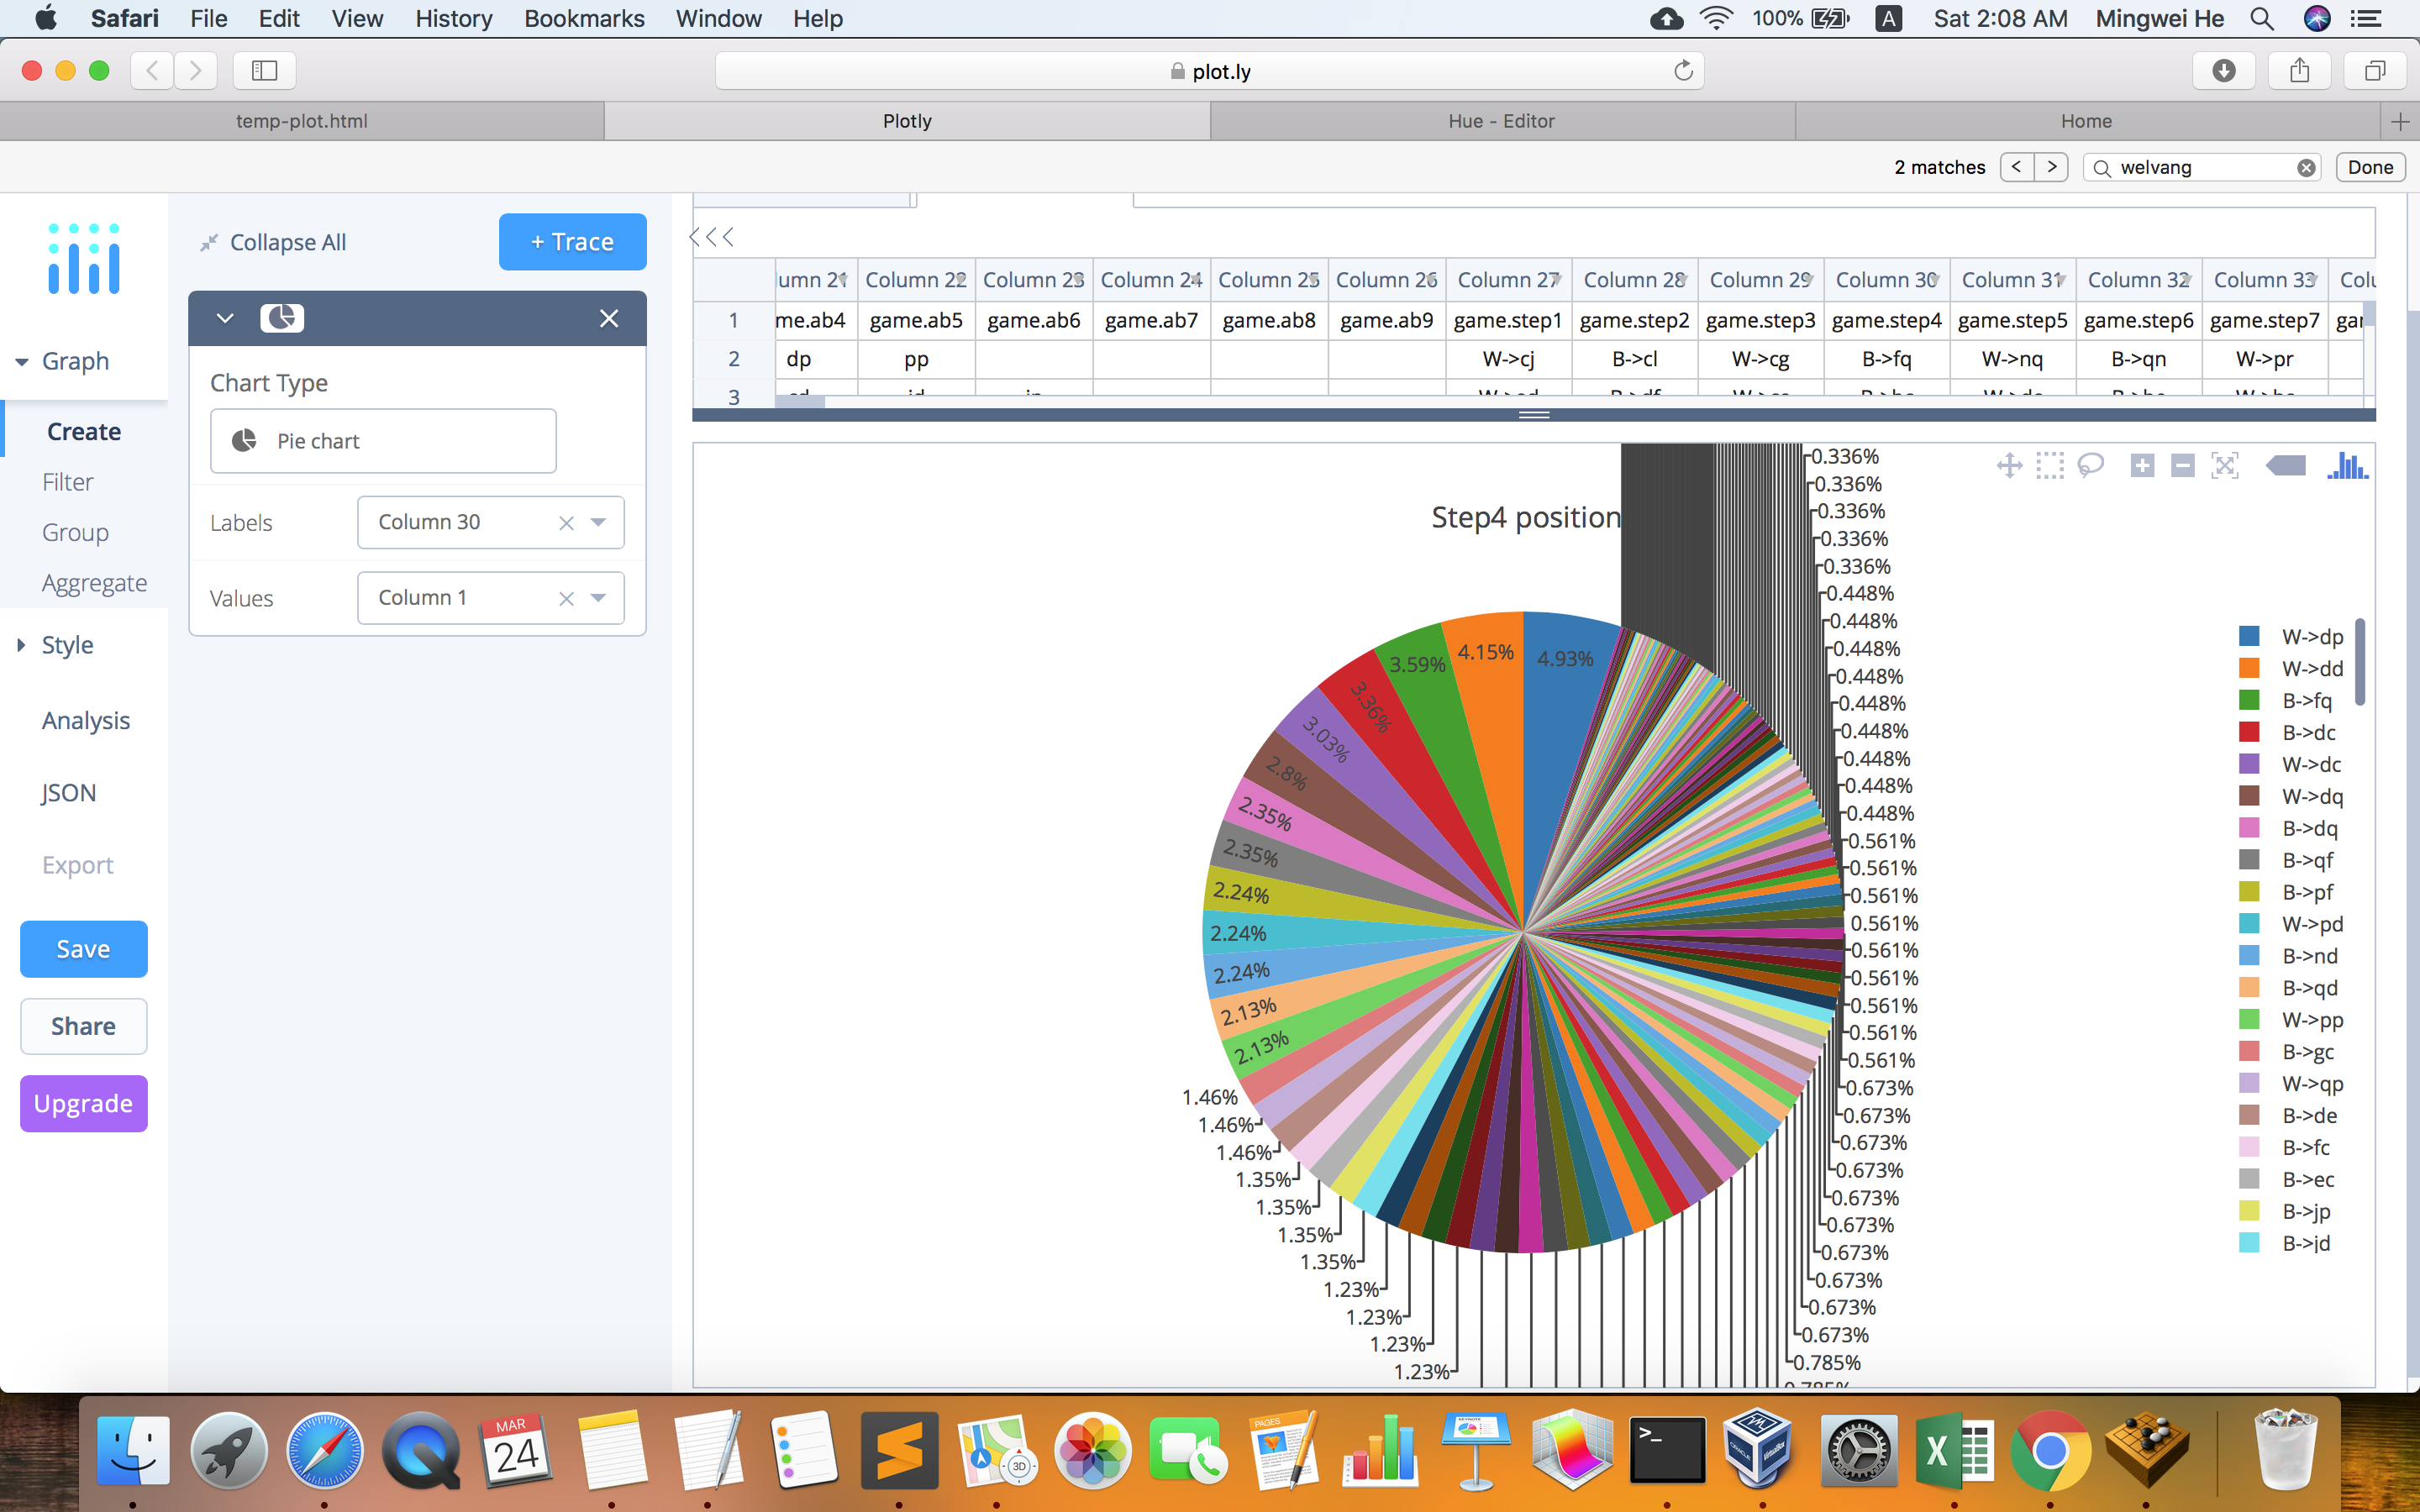 Safari File Edit View History Bookmarks Window Help 100% A Sat 2:08 AM Mingwei He
plot.ly
temp-plot.html Plotly Hue - Editor Home
2 matches < > welvang Done
Collapse All + Trace
Graph
Create
Filter
Group
Aggregate
Style
Analysis
JSON
Export
Save
Share
Upgrade
Chart Type
Pie chart
Labels Column 30
Values Column 1
umn 21 Column 22 Column 23 Column 24 Column 25 Column 26 Column 27 Column 28 Column 29 Column 30 Column 31 Column 32 Column 33 Colu
1 me.ab4 game.ab5 game.ab6 game.ab7 game.ab8 game.ab9 game.step1 game.step2 game.step3 game.step4 game.step5 game.step6 game.step7 gar
2 dp pp W->cj B->cl W->cg B->fq W->nq B->qn W->pr
3
Step4 position
4.93%
4.15%
3.59%
3.36%
3.03%
2.8%
2.35%
2.35%
2.24%
2.24%
2.24%
2.13%
2.13%
1.46%
1.46%
1.46%
1.35%
1.35%
1.35%
1.35%
1.23%
1.23%
1.23%
1.23%
0.336%
0.336%
0.336%
0.336%
0.336%
0.448%
0.448%
0.448%
0.448%
0.448%
0.448%
0.448%
0.448%
0.448%
0.561%
0.561%
0.561%
0.561%
0.561%
0.561%
0.561%
0.561%
0.561%
0.673%
0.673%
0.673%
0.673%
0.673%
0.673%
0.673%
0.673%
0.673%
0.673%
0.785%
0.785%
W->dp
W->dd
B->fq
B->dc
W->dc
W->dq
B->dq
B->qf
B->pf
W->pd
B->nd
B->qd
W->pp
B->gc
W->qp
B->de
B->fc
B->ec
B->jp
B->jd
MAR
24
3D
PAGES
KEYNOTE
>_
X